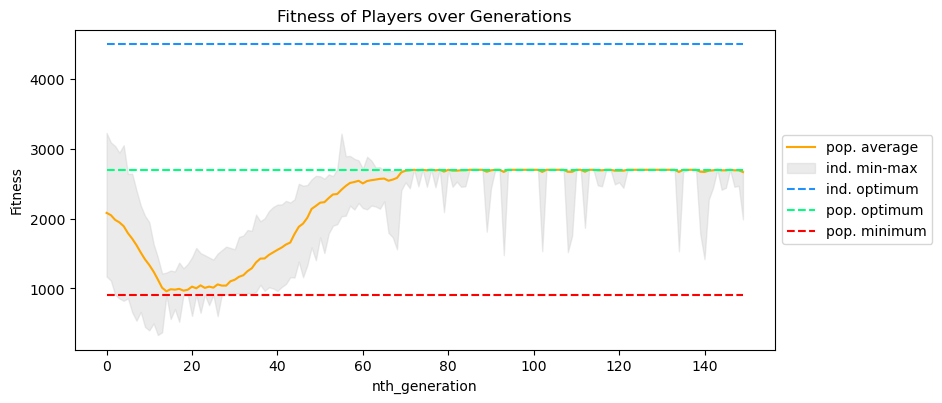 Fitness of Players over Generations
Fitness
4000
3000
2000
1000
0
20
40
60
80
100
120
140
nth_generation
pop. average
ind. min-max
ind. optimum
pop. optimum
pop. minimum